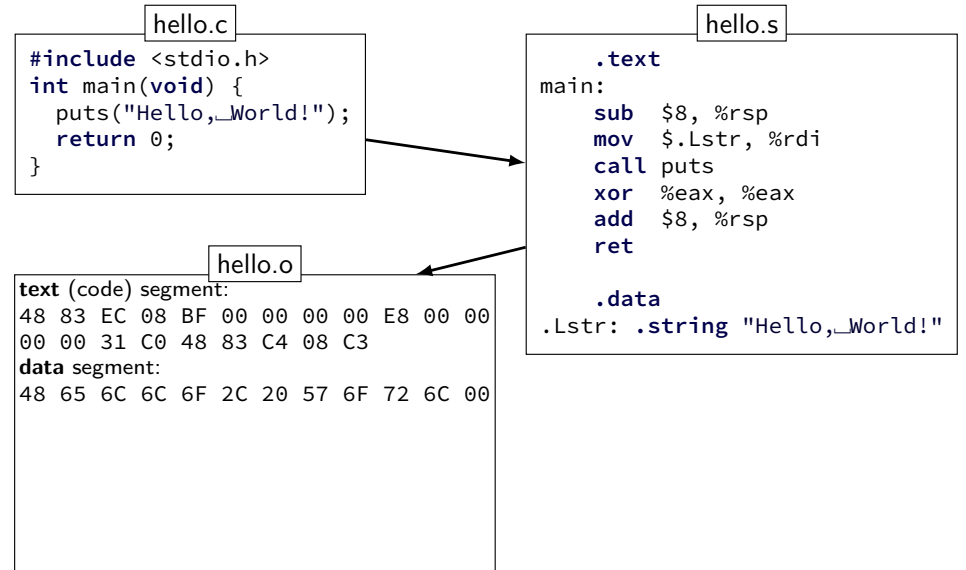 hello.c
#include <stdio.h>
int main(void) {
  puts("Hello,␣World!");
  return 0;
}
hello.s
    .text
main:
    sub  $8, %rsp
    mov  $.Lstr, %rdi
    call puts
    xor  %eax, %eax
    add  $8, %rsp
    ret

    .data
.Lstr: .string "Hello,␣World!"
hello.o
text (code) segment:
48 83 EC 08 BF 00 00 00 00 E8 00 00
00 00 31 C0 48 83 C4 08 C3
data segment:
48 65 6C 6C 6F 2C 20 57 6F 72 6C 00